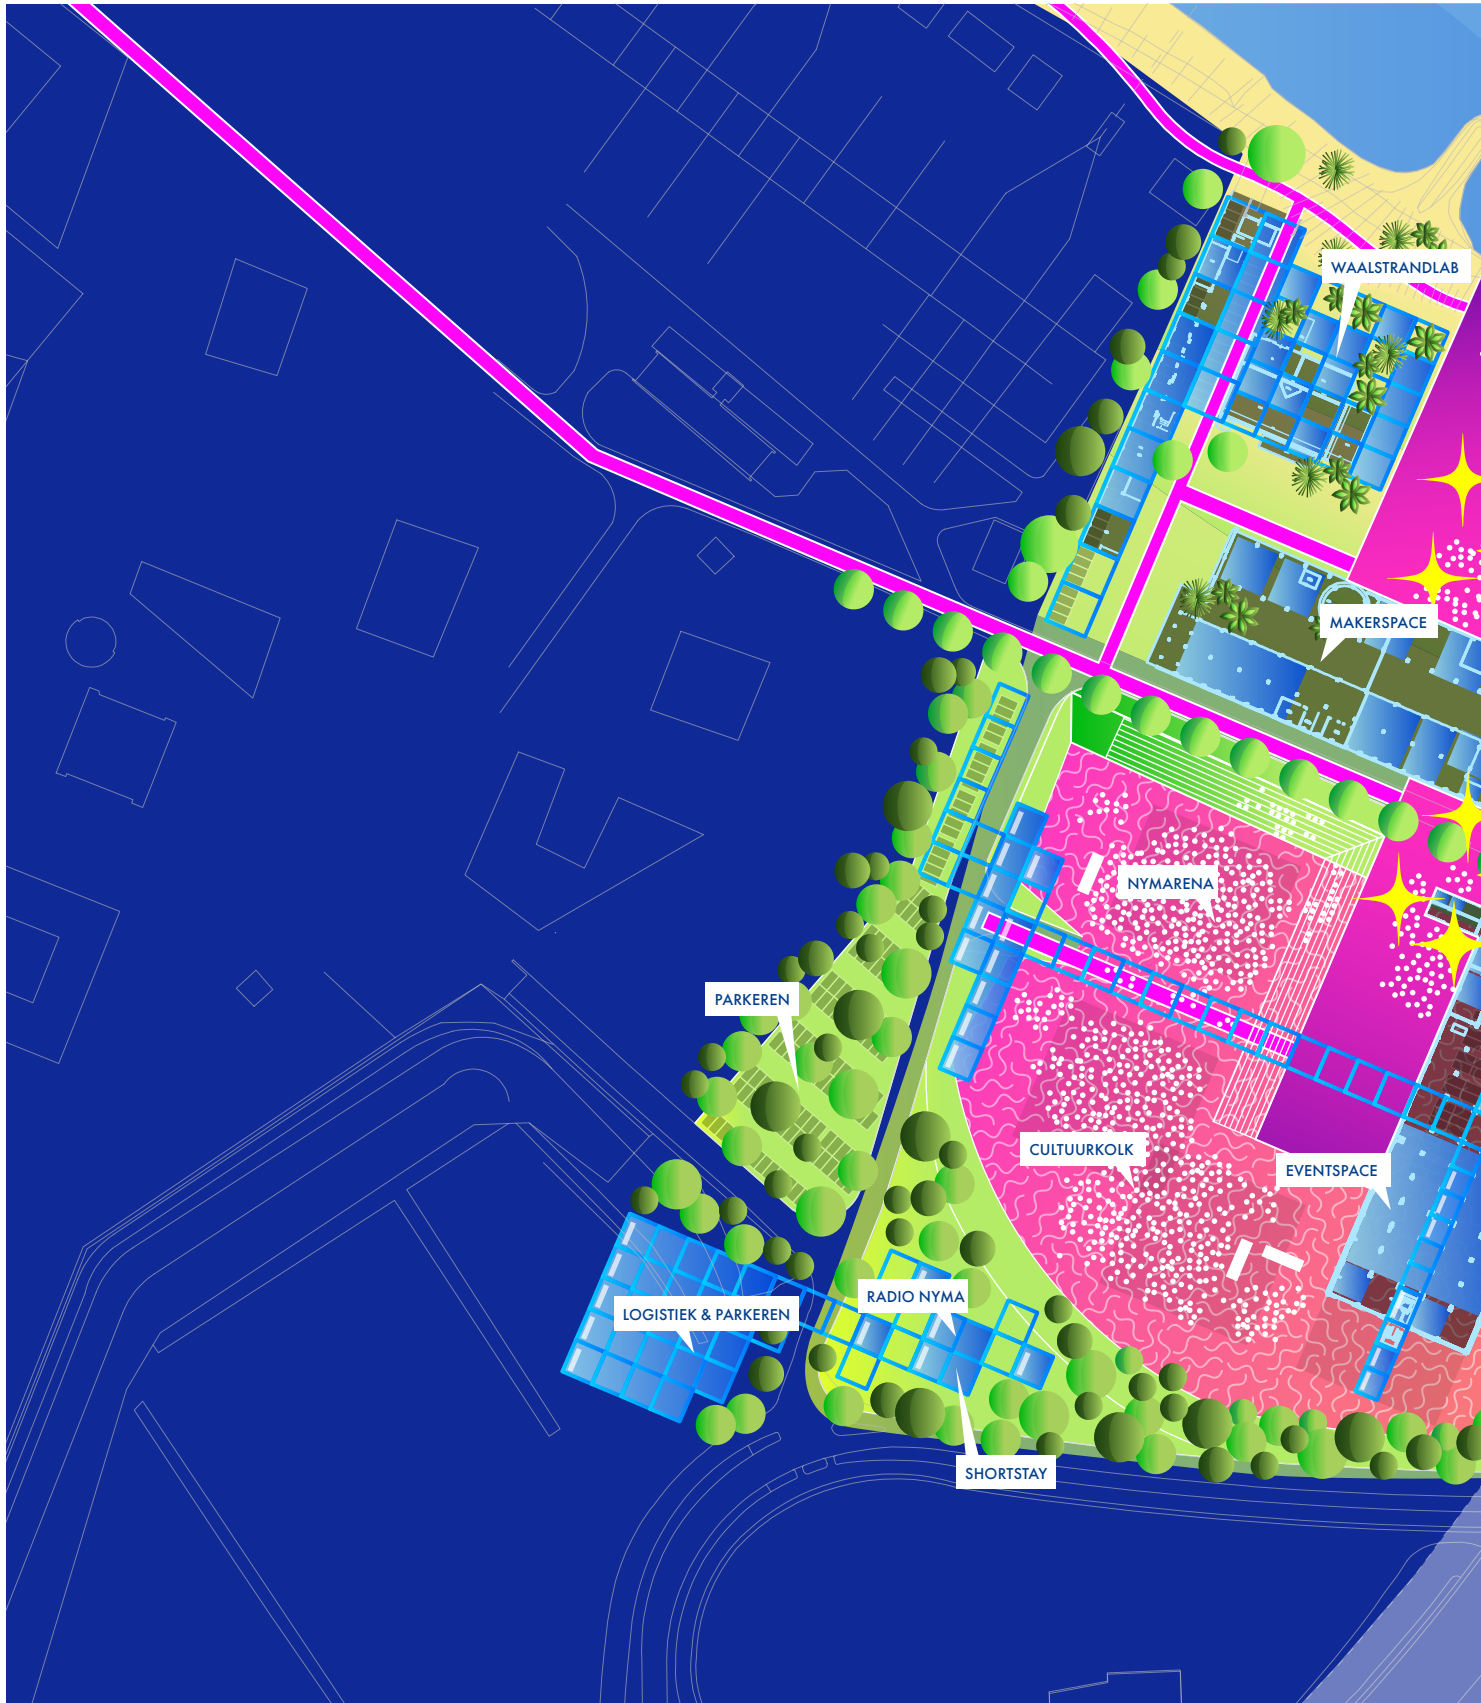 WAALSTRANDLAB
MAKERSPACE
NYMARENA
PARKEREN
CULTUURKOLK
EVENTSPACE
RADIO NYMA
LOGISTIEK & PARKEREN
SHORTSTAY